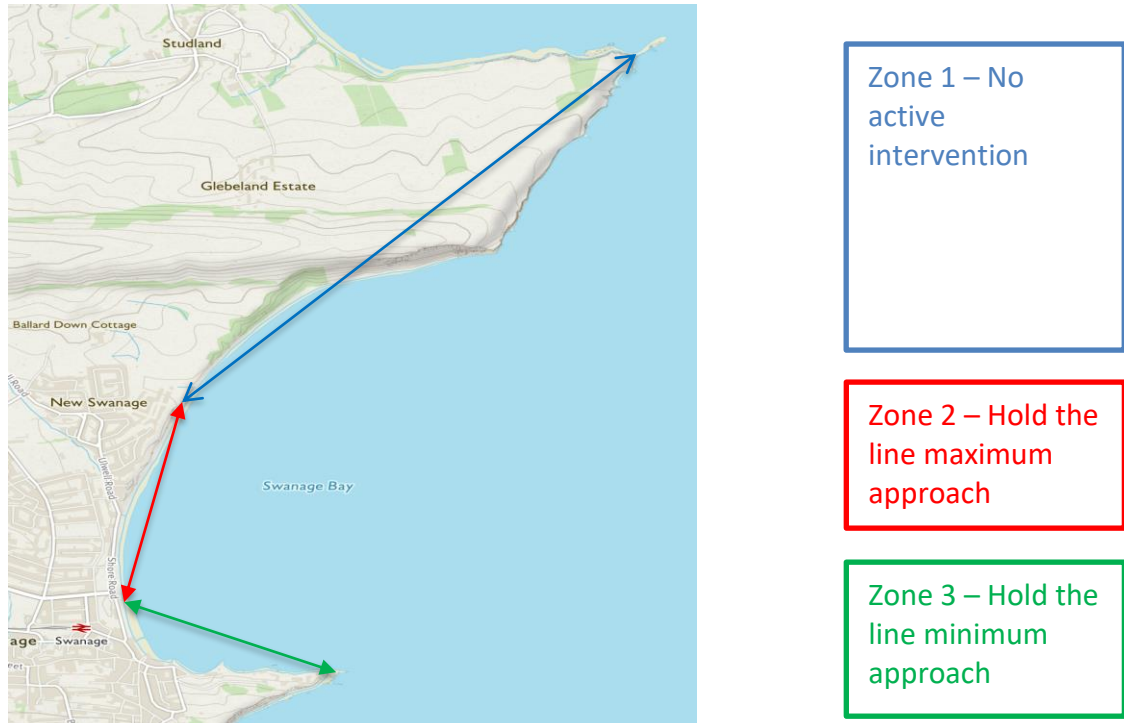 Studland
Glebeland Estate
Ballard Down Cottage
New Swanage
Ulwell Road
Swanage Bay
Shore Road
age
Swanage
Zone 1 – No
active
intervention
Zone 2 – Hold the
line maximum
approach
Zone 3 – Hold the
line minimum
approach